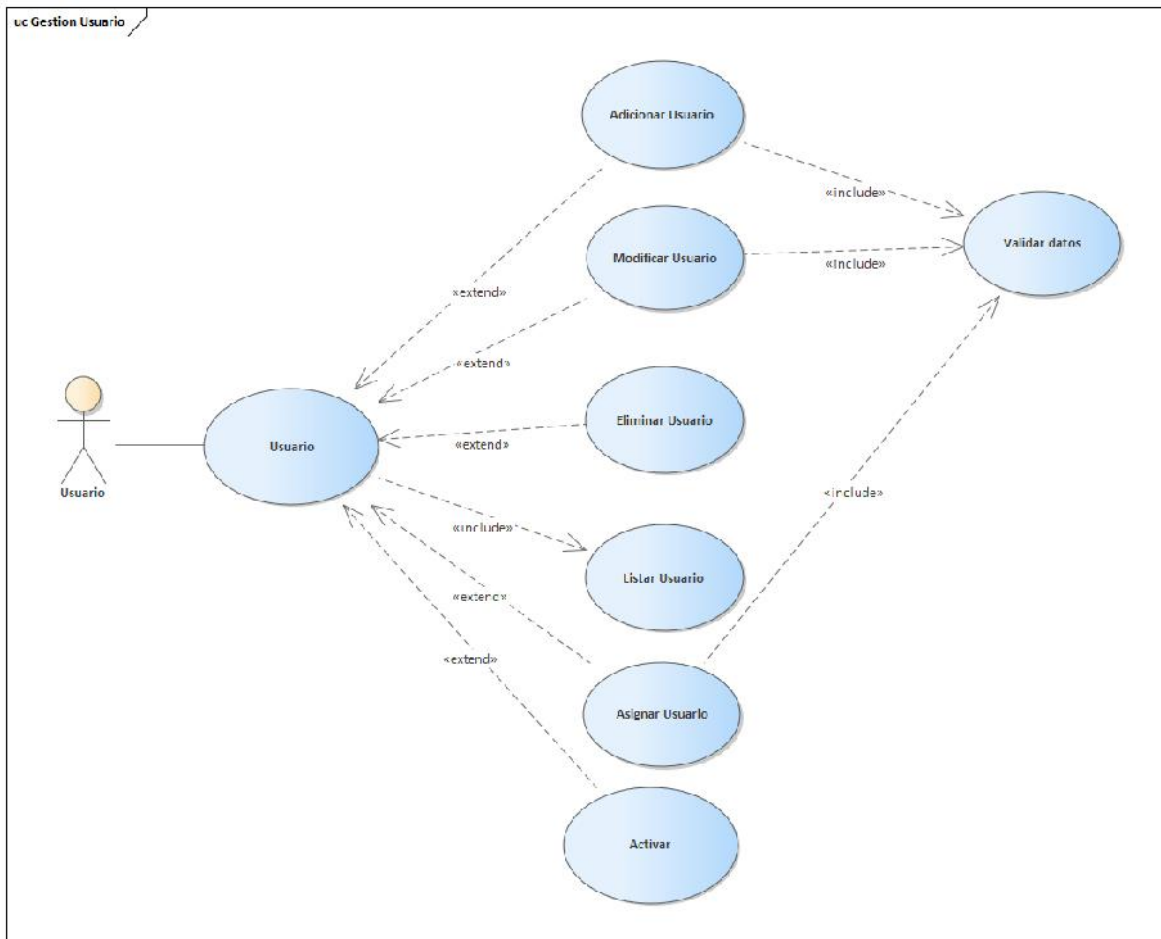 uc Gestion Usuario
Adicionar Usuario
«include»
Validar datos
Modificar Usuario
«include»
«extend»
«extend»
Eliminar Usuario
«extend»
Usuario
Usuario
«include»
«include»
Listar Usuario
«extend»
«extend»
Asignar Usuario
Activar